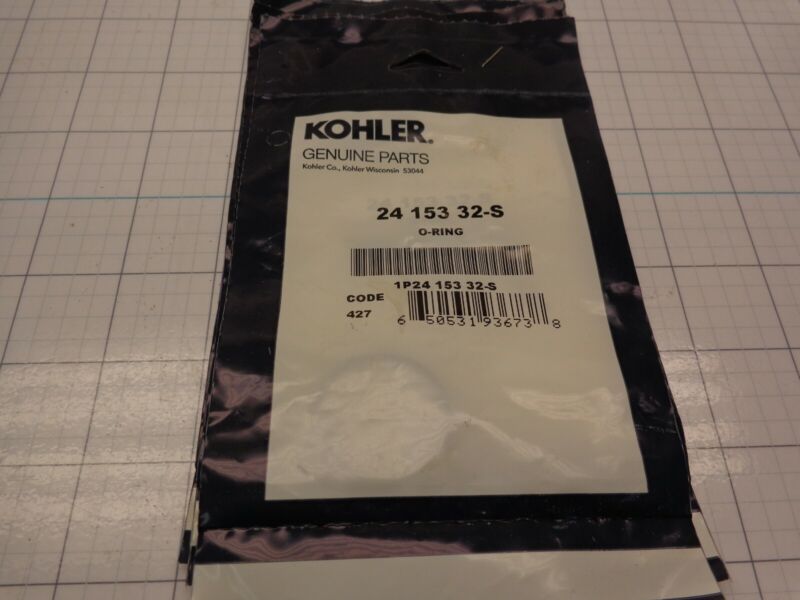 KOHLER.
GENUINE PARTS
Kohler Co., Kohler Wisconsin 53044
24 153 32-S
O-RING
1P24 153 32-S
CODE
427
6 50531 93673 8